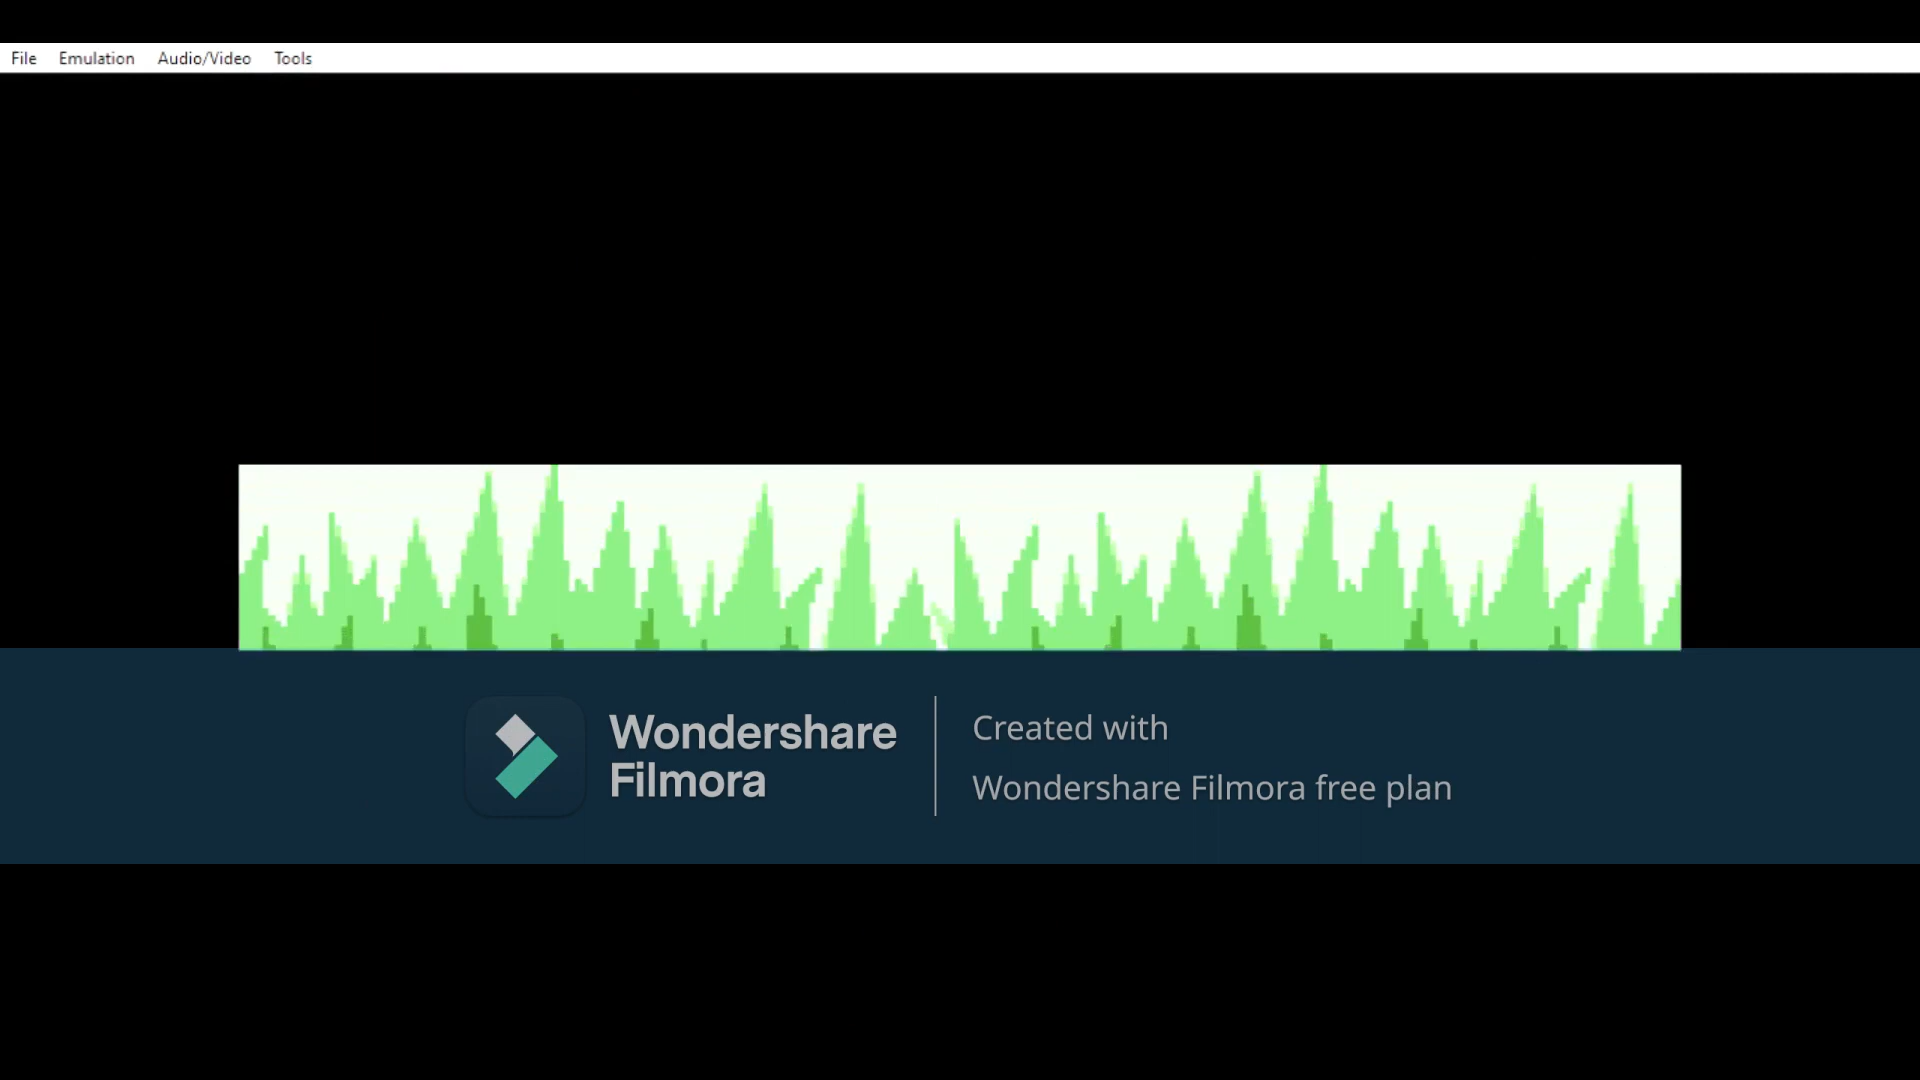 File Emulation Audio/Video Tools
Wondershare
Filmora
Created with
Wondershare Filmora free plan